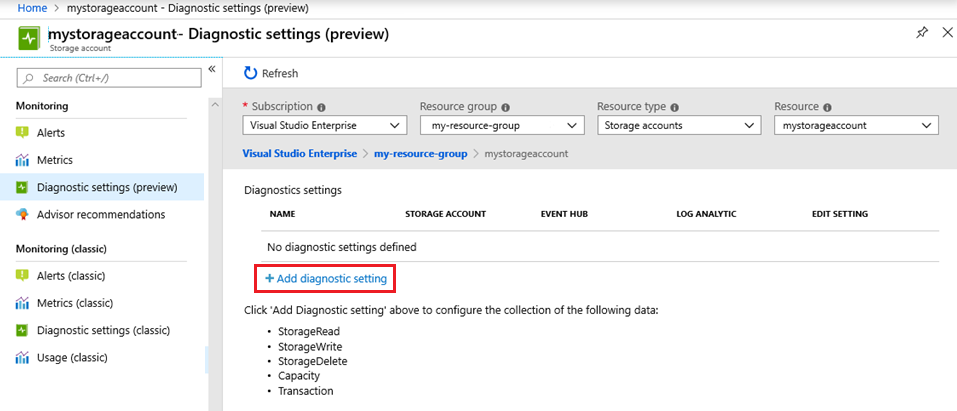 Home > mystorageaccount - Diagnostic settings (preview)
mystorageaccount- Diagnostic settings (preview)
Storage account
Search (Ctrl+/)
«
Monitoring
Alerts
Metrics
Diagnostic settings (preview)
Advisor recommendations
Monitoring (classic)
Alerts (classic)
Metrics (classic)
Diagnostic settings (classic)
Usage (classic)
Refresh
* Subscription Resource group Resource type Resource
Visual Studio Enterprise my-resource-group Storage accounts mystorageaccount
Visual Studio Enterprise > my-resource-group > mystorageaccount
Diagnostics settings
NAME STORAGE ACCOUNT EVENT HUB LOG ANALYTIC EDIT SETTING
No diagnostic settings defined
+ Add diagnostic setting
Click 'Add Diagnostic setting' above to configure the collection of the following data:
• StorageRead
• StorageWrite
• StorageDelete
• Capacity
• Transaction